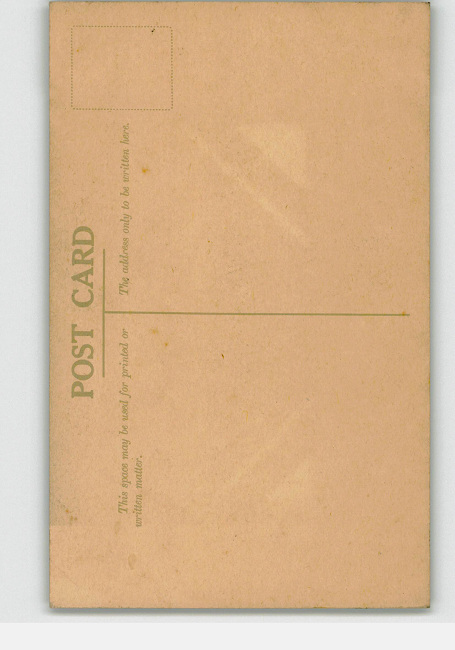 POST CARD
This space may be used for printed or
written matter.
The address only to be written here.